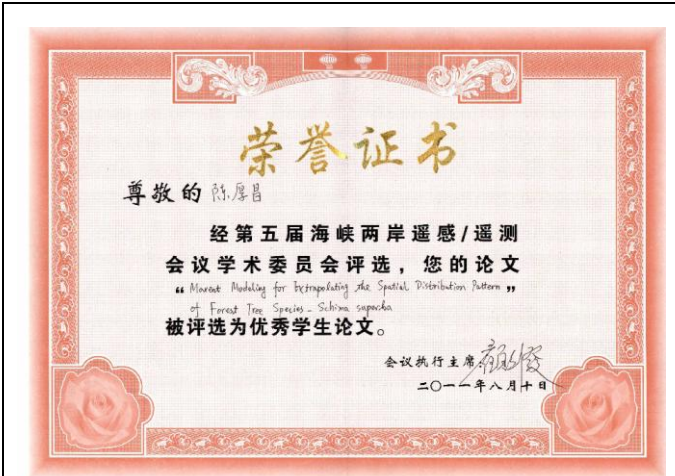 荣誉证书
尊敬的 陈厚昌
经第五届海峡两岸遥感/遥测
会议学术委员会评选，您的论文
“Maxent Modeling for Extrapolating the Spatial Distribution Pattern”
of Forest Tree Species - Schima superba
被评选为优秀学生论文。
会议执行主席:
二〇一一年八月十日